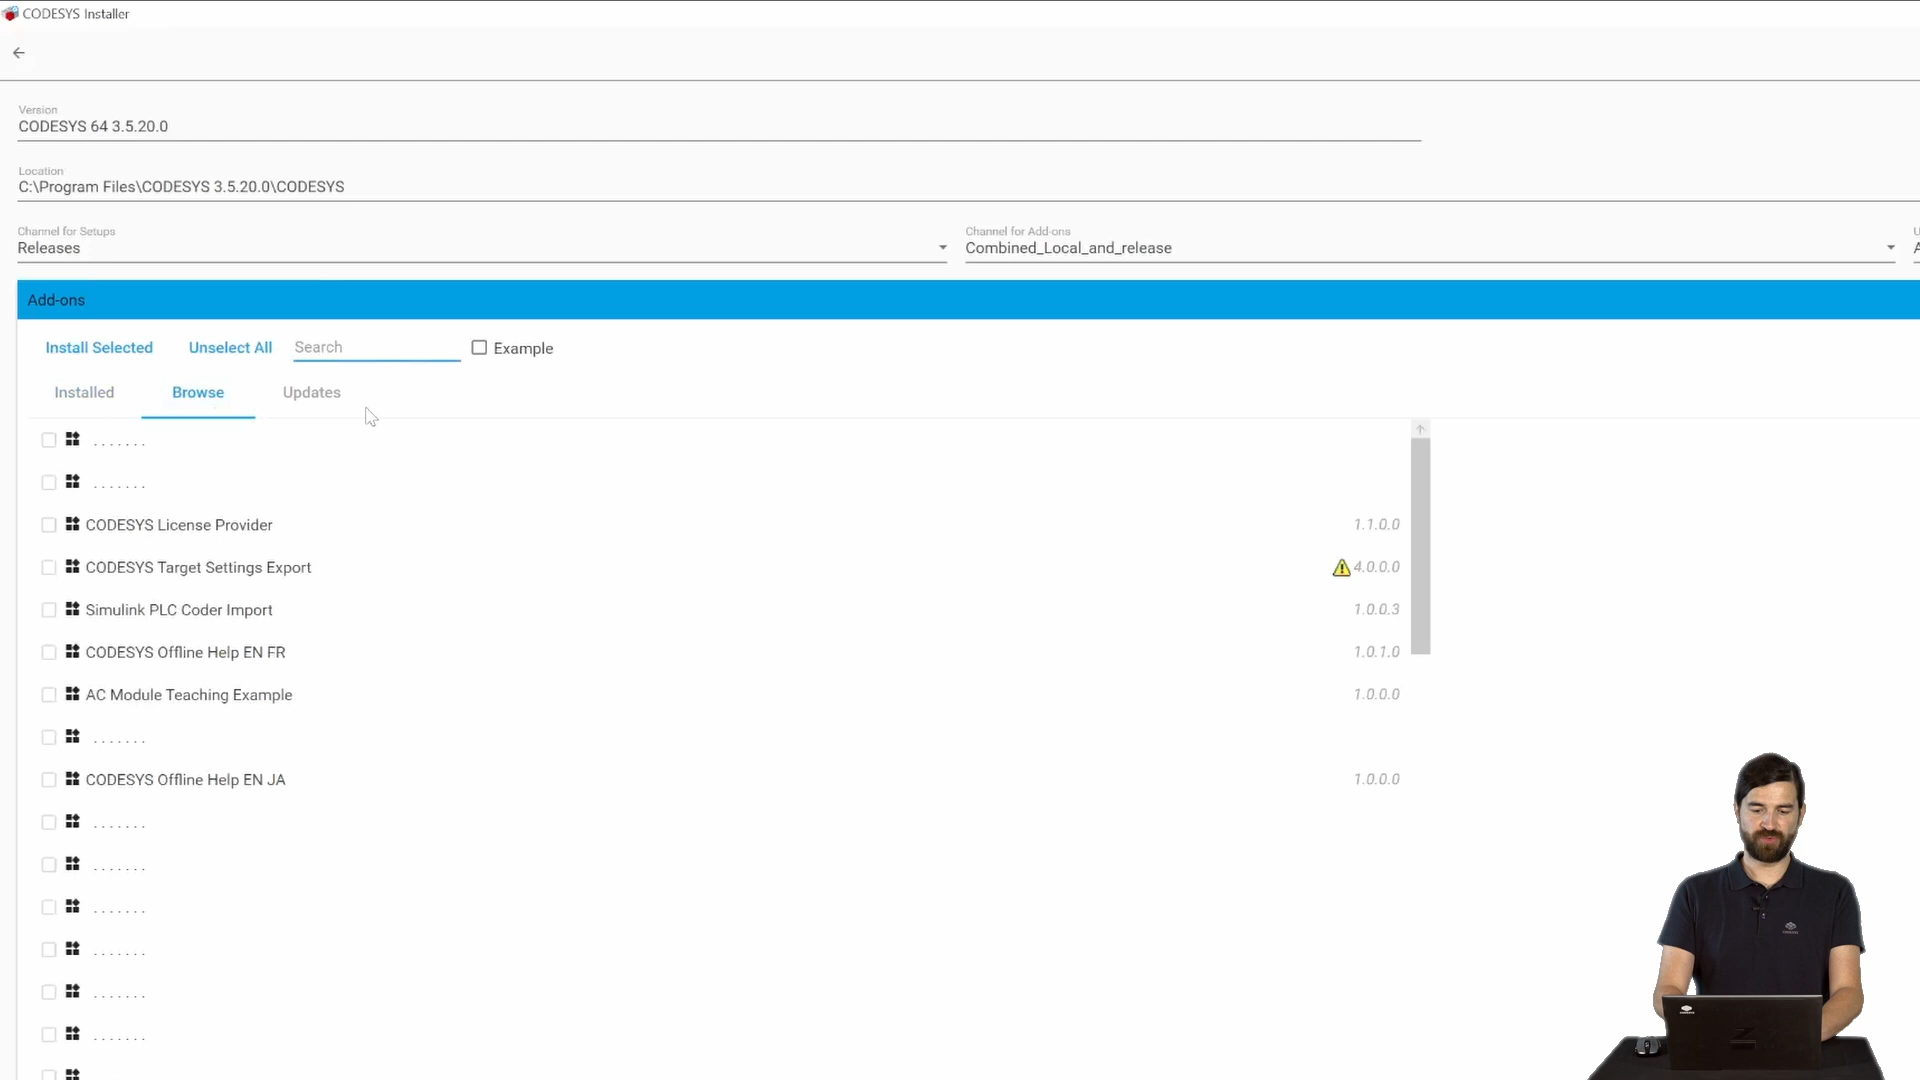 CODESYS Installer
Version
CODESYS 64 3.5.20.0
Location
C:\Program Files\CODESYS 3.5.20.0\CODESYS
Channel for Setups
Releases
Channel for Add-ons
Combined_Local_and_release
Add-ons
Install Selected
Unselect All
Search
Example
Installed
Browse
Updates
.......
.......
CODESYS License Provider 1.1.0.0
CODESYS Target Settings Export 4.0.0.0
Simulink PLC Coder Import 1.0.0.3
CODESYS Offline Help EN FR 1.0.1.0
AC Module Teaching Example 1.0.0.0
.......
CODESYS Offline Help EN JA 1.0.0.0
.......
.......
.......
.......
.......
.......